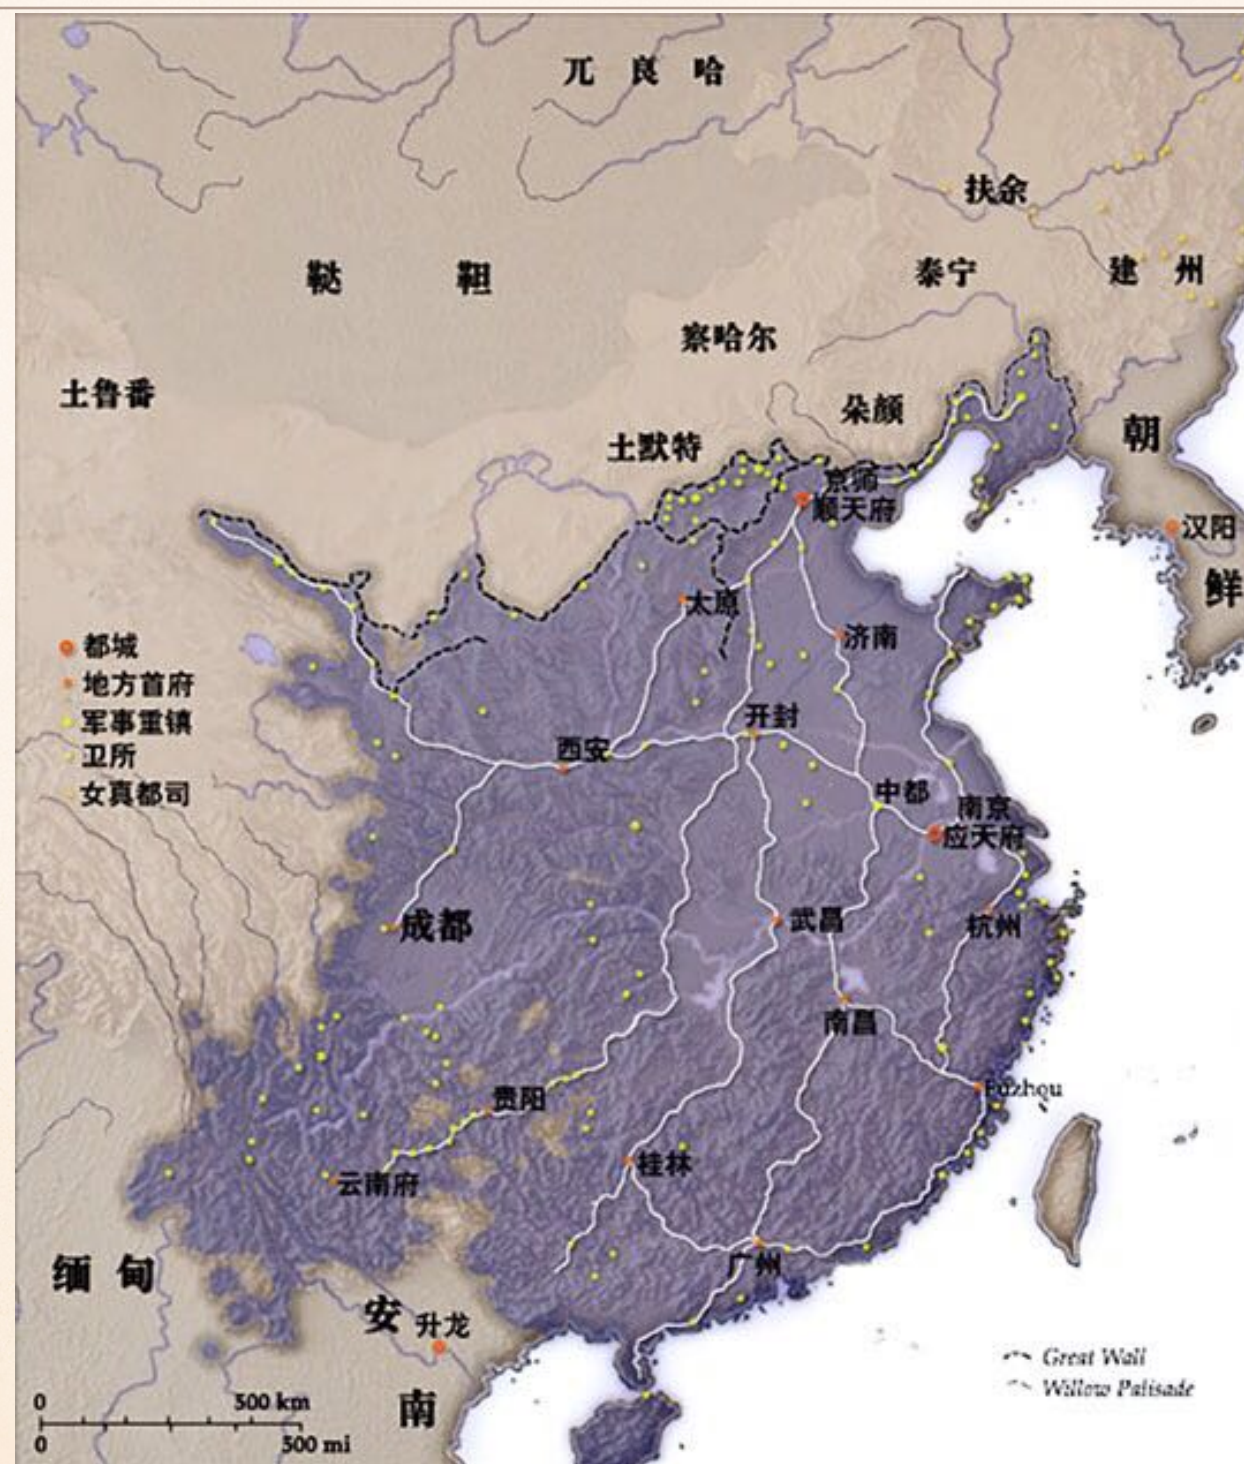 兀良哈
扶余
鞑靼
泰宁
建州
察哈尔
土鲁番
朵颜
土默特
朝鲜
京师
顺天府
汉阳
太原
济南
都城
地方首府
军事重镇
卫所
女真都司
开封
西安
中都
南京
应天府
成都
武昌
杭州
南昌
贵阳
Fuzhou
桂林
云南府
广州
缅甸
安南
升龙
Great Wall
Willow Palisade
0 300 km
0 300 mi